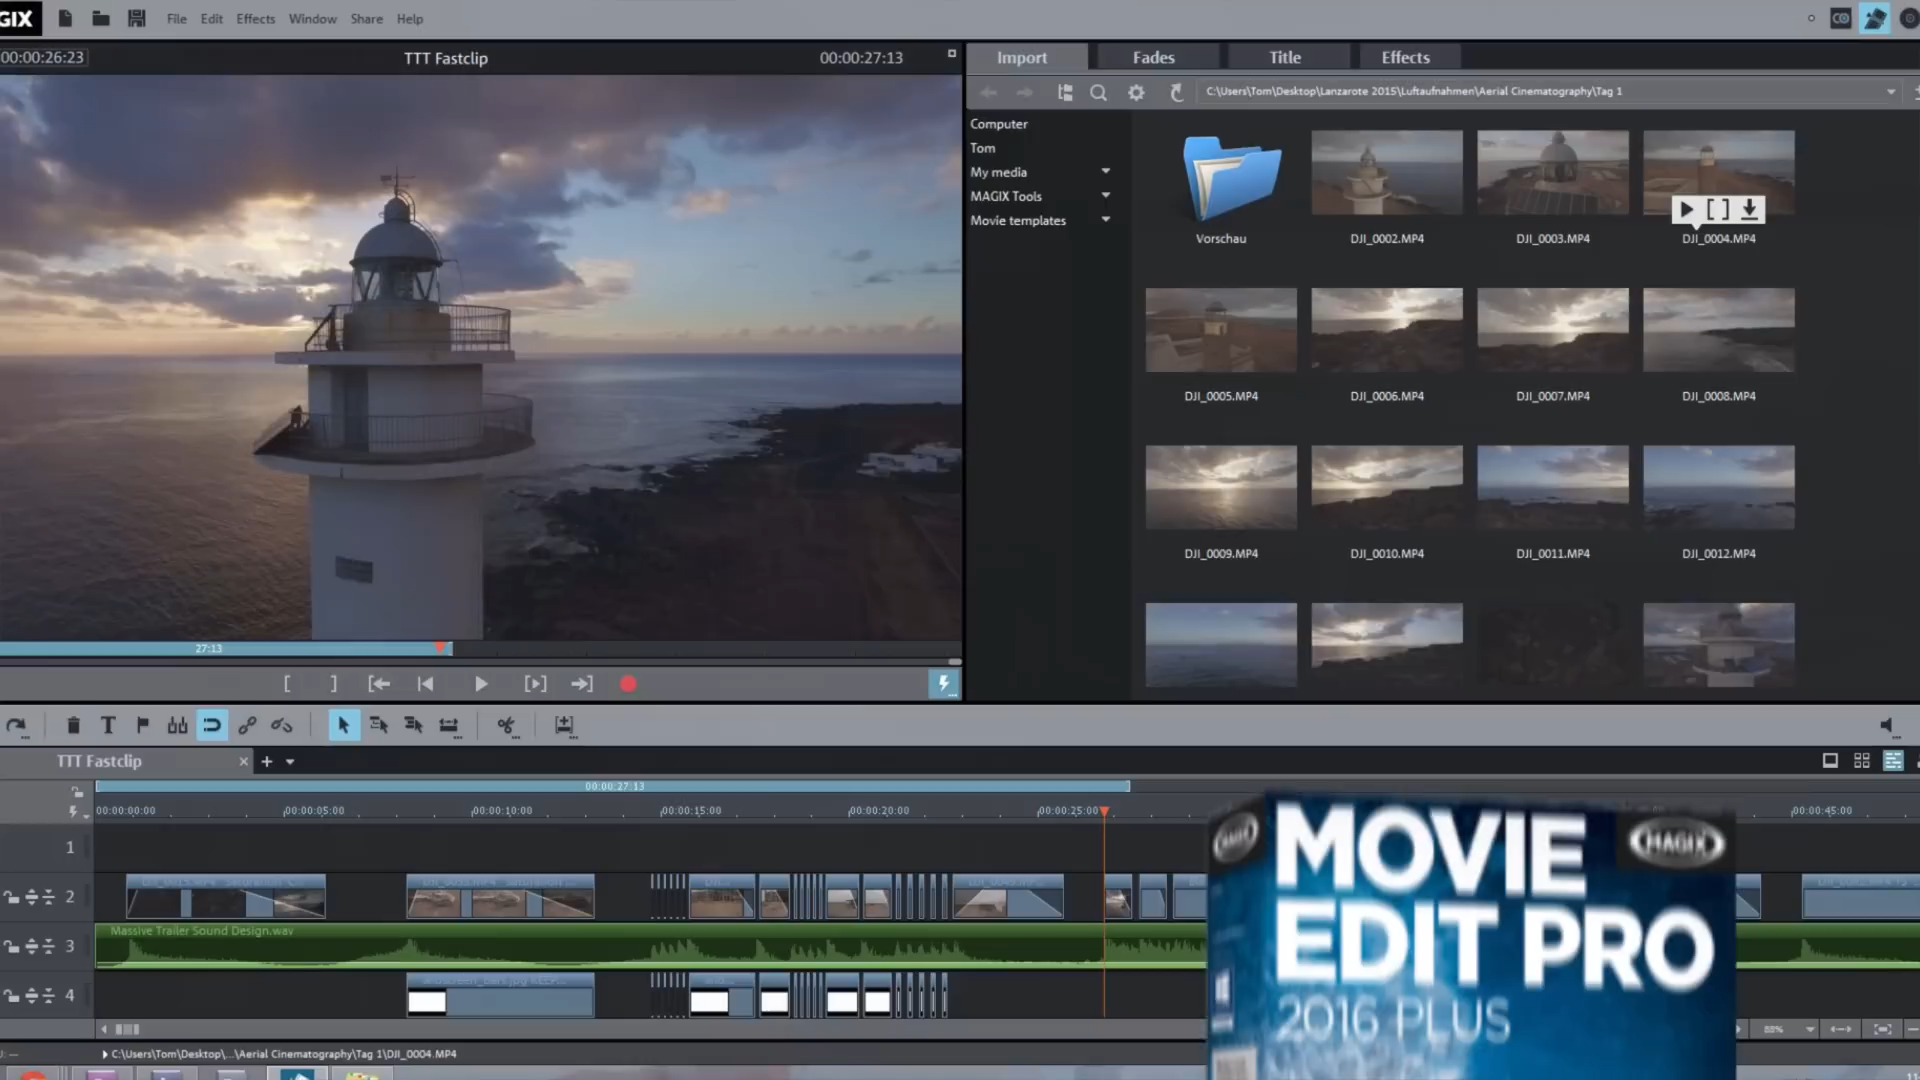 GIX
File Edit Effects Window Share Help
00:00:26:23 TTT Fastclip 00:00:27:13
Import Fades Title Effects
C:\Users\Tom\Desktop\Lanzarote 2015\Luftaufnahmen\Aerial Cinematography\Tag 1
Computer
Tom
My media
MAGIX Tools
Movie templates
Vorschau DJI_0002.MP4 DJI_0003.MP4 DJI_0004.MP4
DJI_0005.MP4 DJI_0006.MP4 DJI_0007.MP4 DJI_0008.MP4
DJI_0009.MP4 DJI_0010.MP4 DJI_0011.MP4 DJI_0012.MP4
27:13
TTT Fastclip
00:00:27:13
00:00:00:00 00:00:05:00 00:00:10:00 00:00:15:00 00:00:20:00 00:00:25:00 00:00:45:00
1
2
3
Massive Trailer Sound Design.wav
4
88%
C:\Users\Tom\Desktop\...\Aerial Cinematography\Tag 1\DJI_0004.MP4
MAGIX
MOVIE
EDIT PRO
2016 PLUS